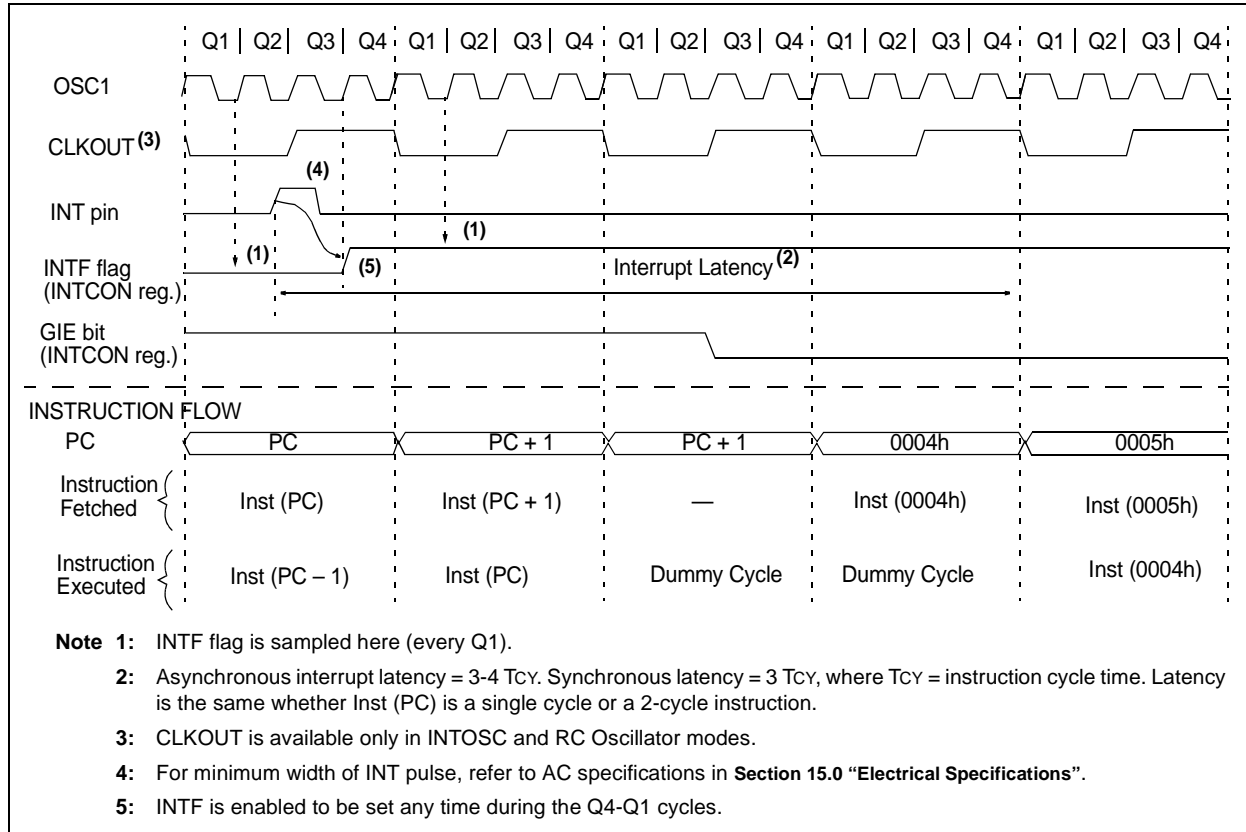 Q1 | Q2 | Q3 | Q4 Q1 | Q2 | Q3 | Q4 Q1 | Q2 | Q3 | Q4 Q1 | Q2 | Q3 | Q4 Q1 | Q2 | Q3 | Q4
OSC1
CLKOUT (3)
(4)
INT pin
(1) (1)
INTF flag
(INTCON reg.)
(5)
Interrupt Latency (2)
GIE bit
(INTCON reg.)
INSTRUCTION FLOW
PC PC PC + 1 PC + 1 0004h 0005h
Instruction
Fetched
Inst (PC) Inst (PC + 1) — Inst (0004h) Inst (0005h)
Instruction
Executed
Inst (PC – 1) Inst (PC) Dummy Cycle Dummy Cycle Inst (0004h)
Note 1: INTF flag is sampled here (every Q1).
2: Asynchronous interrupt latency = 3-4 TCY. Synchronous latency = 3 TCY, where TCY = instruction cycle time. Latency
is the same whether Inst (PC) is a single cycle or a 2-cycle instruction.
3: CLKOUT is available only in INTOSC and RC Oscillator modes.
4: For minimum width of INT pulse, refer to AC specifications in Section 15.0 “Electrical Specifications”.
5: INTF is enabled to be set any time during the Q4-Q1 cycles.